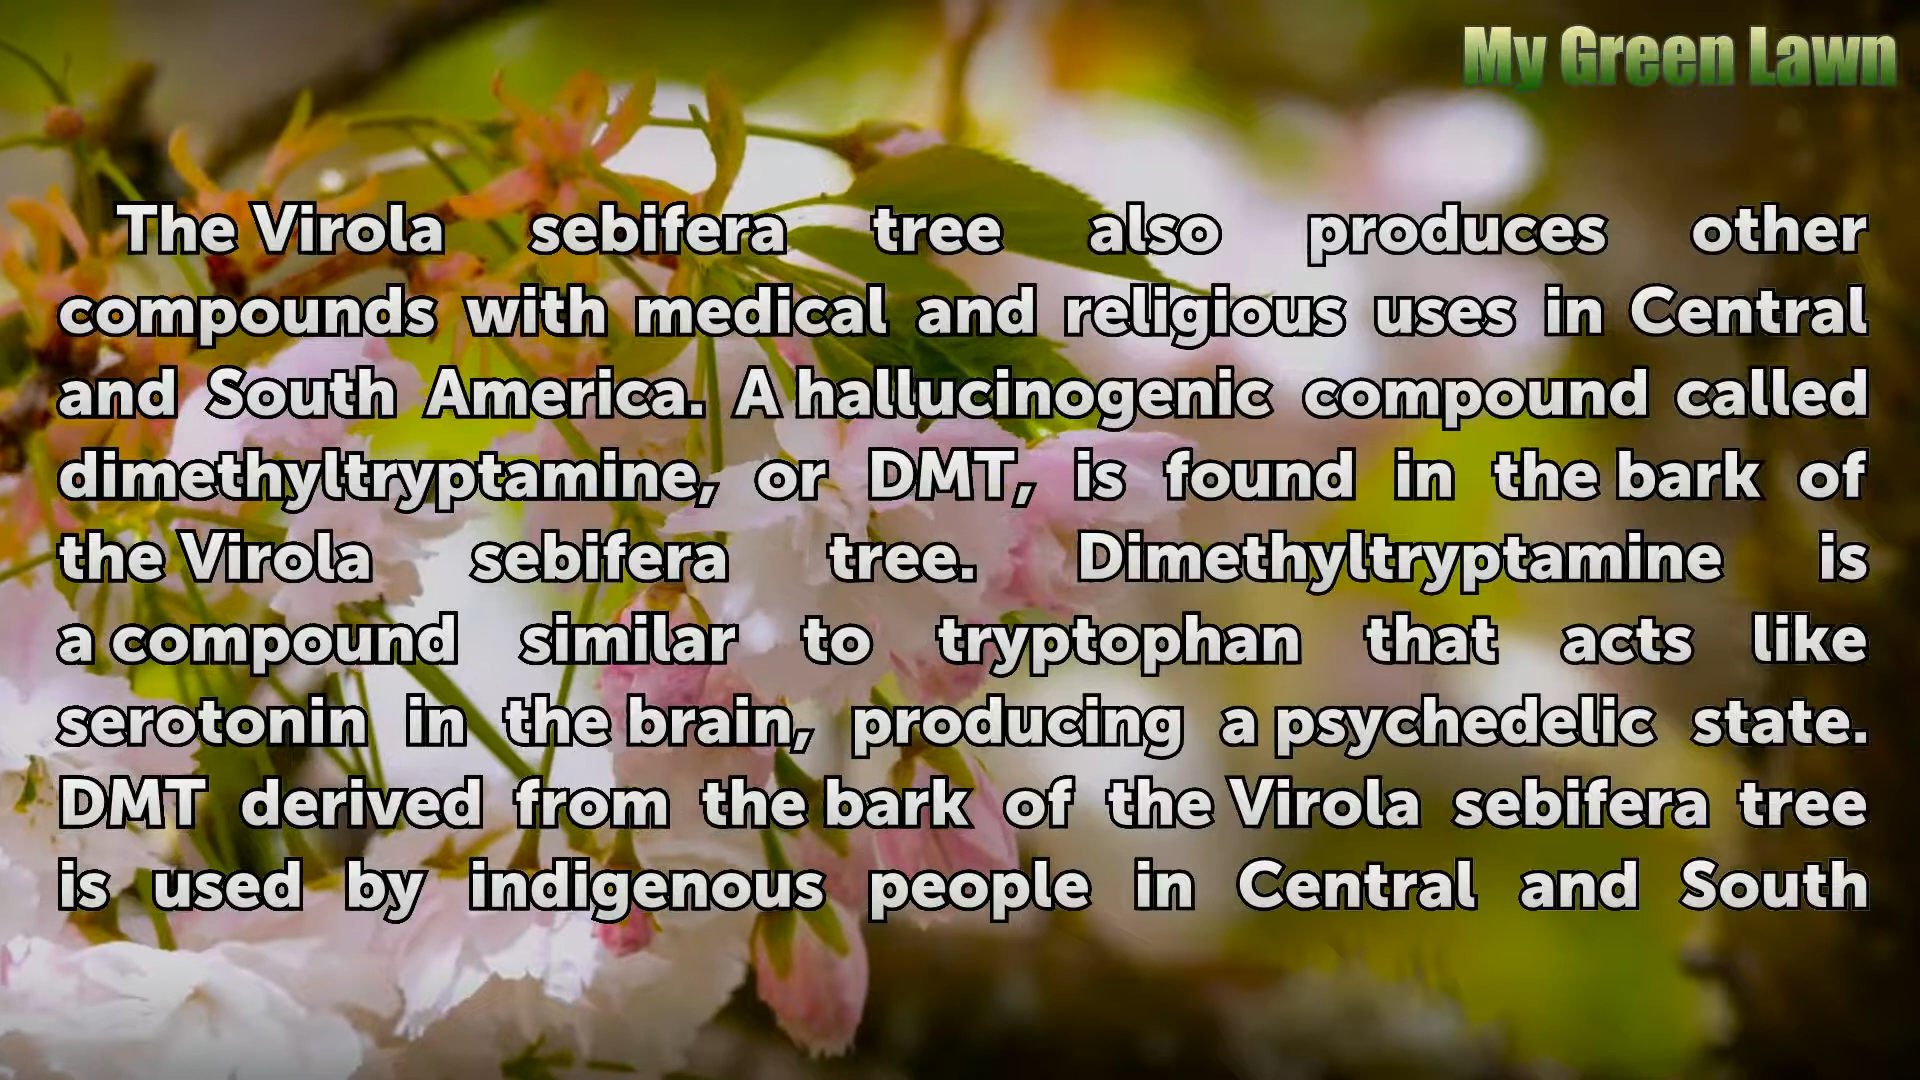 My Green Lawn
The Virola sebifera tree also produces other
compounds with medical and religious uses in Central
and South America. A hallucinogenic compound called
dimethyltryptamine, or DMT, is found in the bark of
the Virola sebifera tree. Dimethyltryptamine is
a compound similar to tryptophan that acts like
serotonin in the brain, producing a psychedelic state.
DMT derived from the bark of the Virola sebifera tree
is used by indigenous people in Central and South